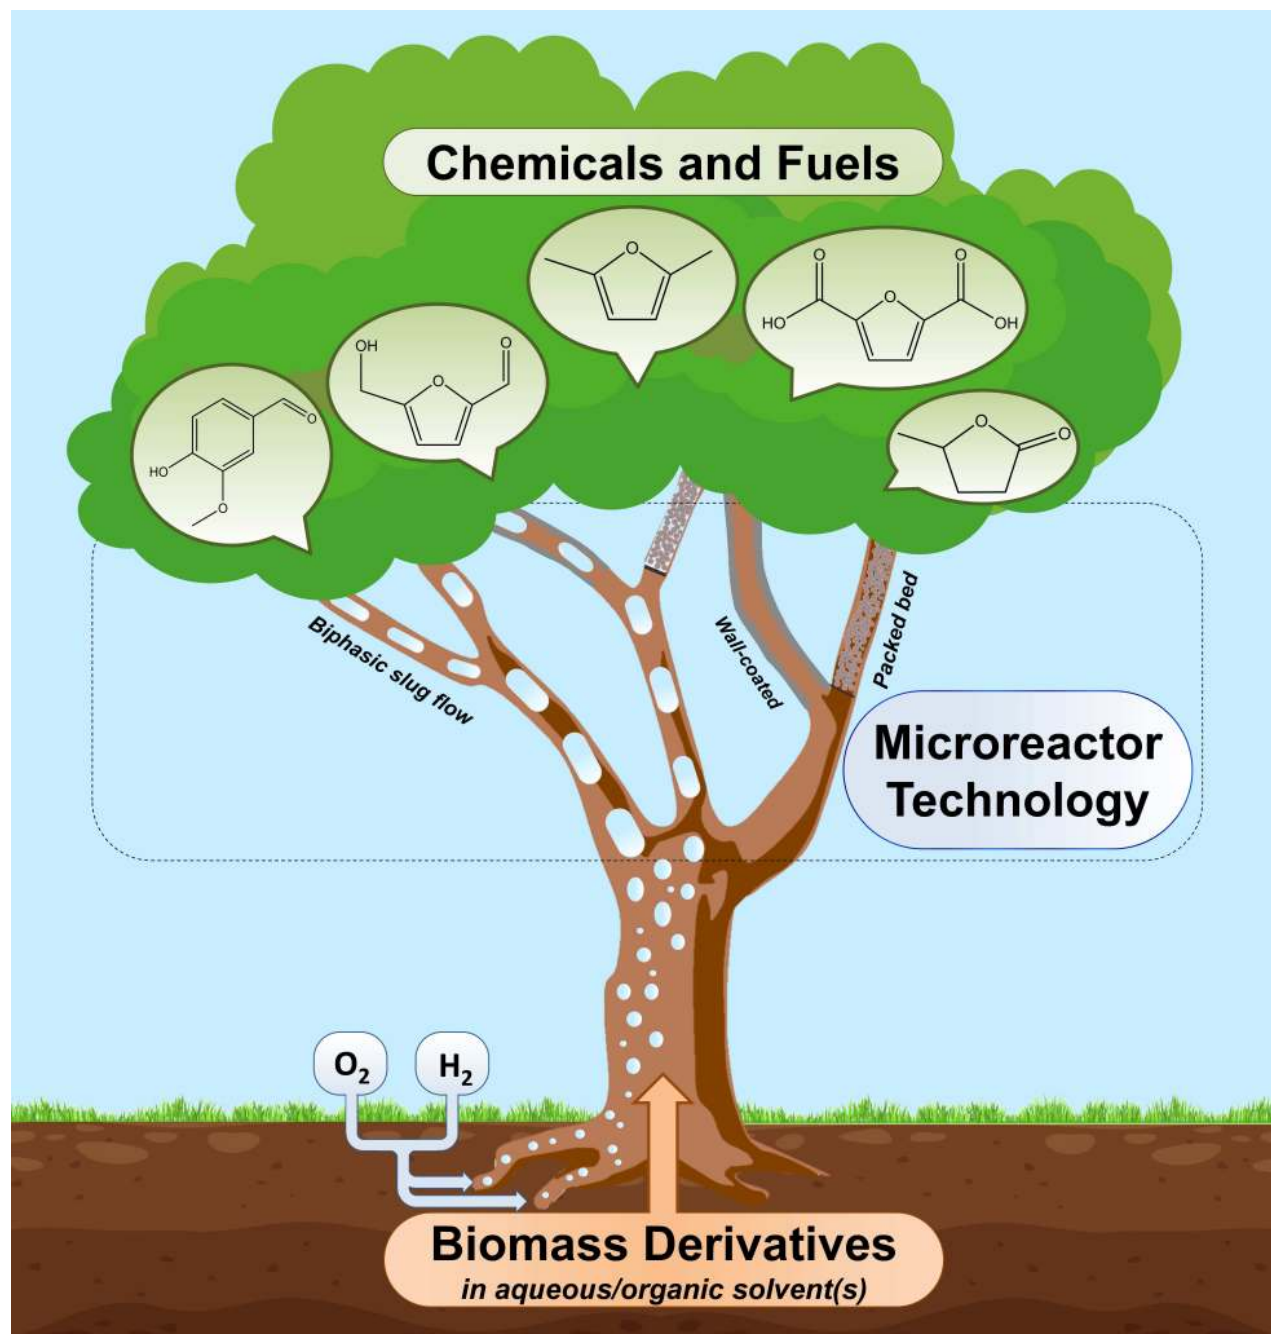 Chemicals and Fuels
O
O
O
O
HO
OH
OH
O
O
O
O
O
HO
O
Biphasic slug flow
Wall-coated
Packed bed
Microreactor
Technology
O₂
H₂
Biomass Derivatives
in aqueous/organic solvent(s)